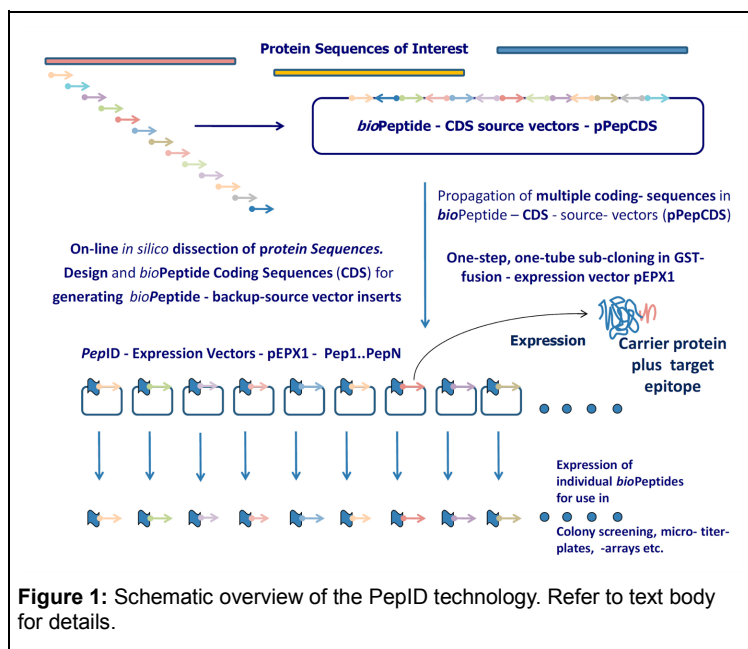 Protein Sequences of Interest
bioPeptide - CDS source vectors - pPepCDS
Propagation of multiple coding- sequences in
bioPeptide – CDS - source- vectors (pPepCDS)
On-line in silico dissection of protein Sequences.
Design and bioPeptide Coding Sequences (CDS) for
generating bioPeptide - backup-source vector inserts
One-step, one-tube sub-cloning in GST-
fusion - expression vector pEPX1
Expression
Carrier protein
plus target
epitope
PepID - Expression Vectors - pEPX1 - Pep1..PepN
Expression of
individual bioPeptides
for use in
Colony screening, micro- titer-
plates, -arrays etc.
Figure 1: Schematic overview of the PepID technology. Refer to text body
for details.